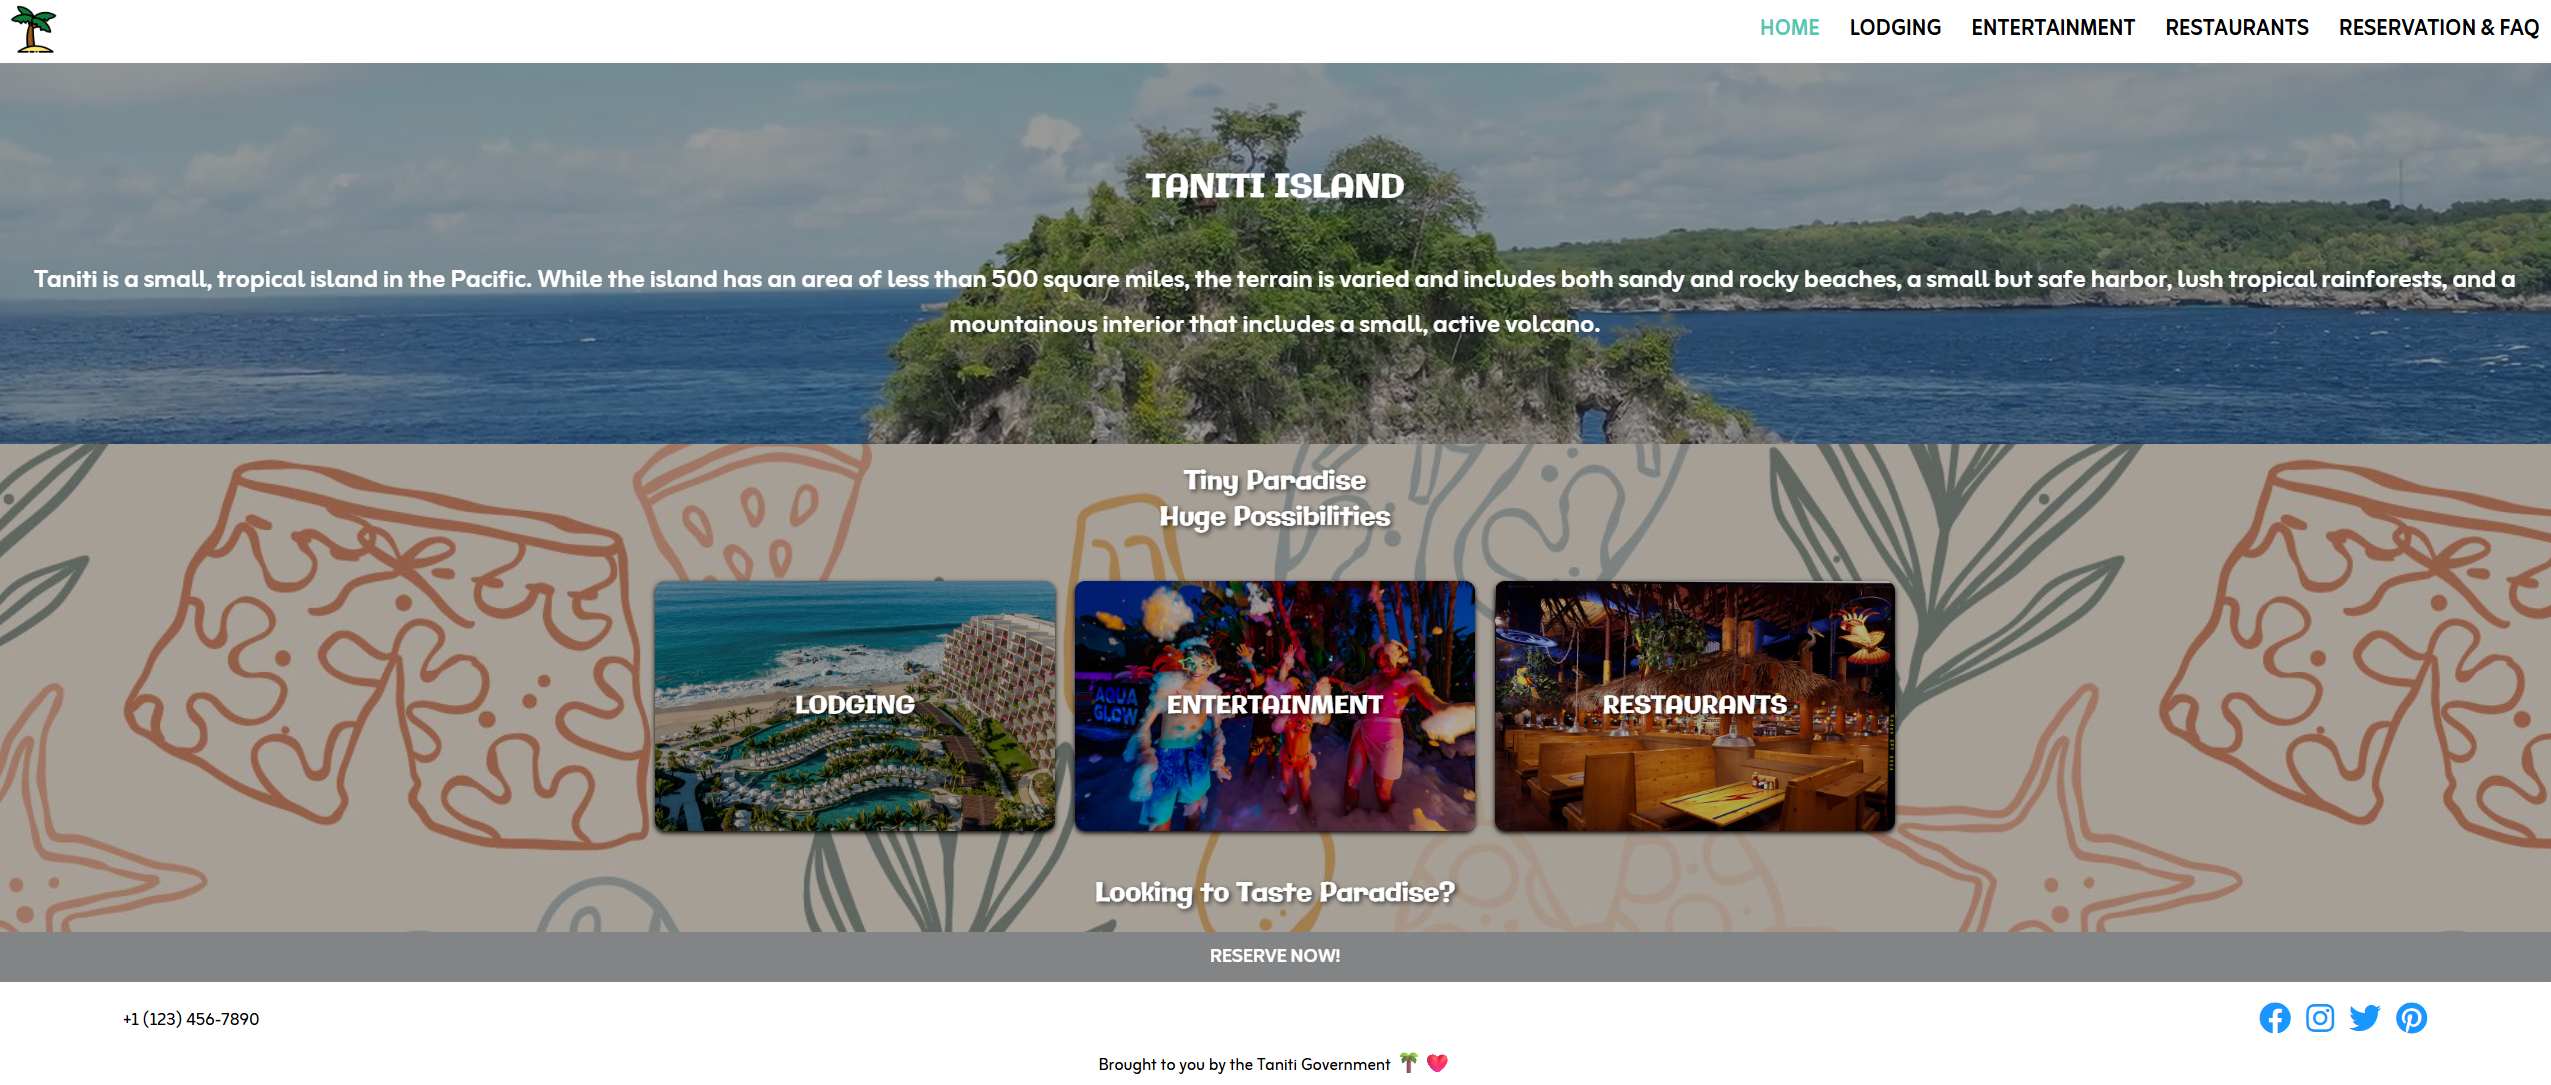 HOME LODGING ENTERTAINMENT RESTAURANTS RESERVATION & FAQ
TANITI ISLAND
Taniti is a small, tropical island in the Pacific. While the island has an area of less than 500 square miles, the terrain is varied and includes both sandy and rocky beaches, a small but safe harbor, lush tropical rainforests, and a
mountainous interior that includes a small, active volcano.
Tiny Paradise
Huge Possibilities
LODGING
AQUA
GLOW
ENTERTAINMENT
RESTAURANTS
Looking to Taste Paradise?
RESERVE NOW!
+1 (123) 456-7890
Brought to you by the Taniti Government